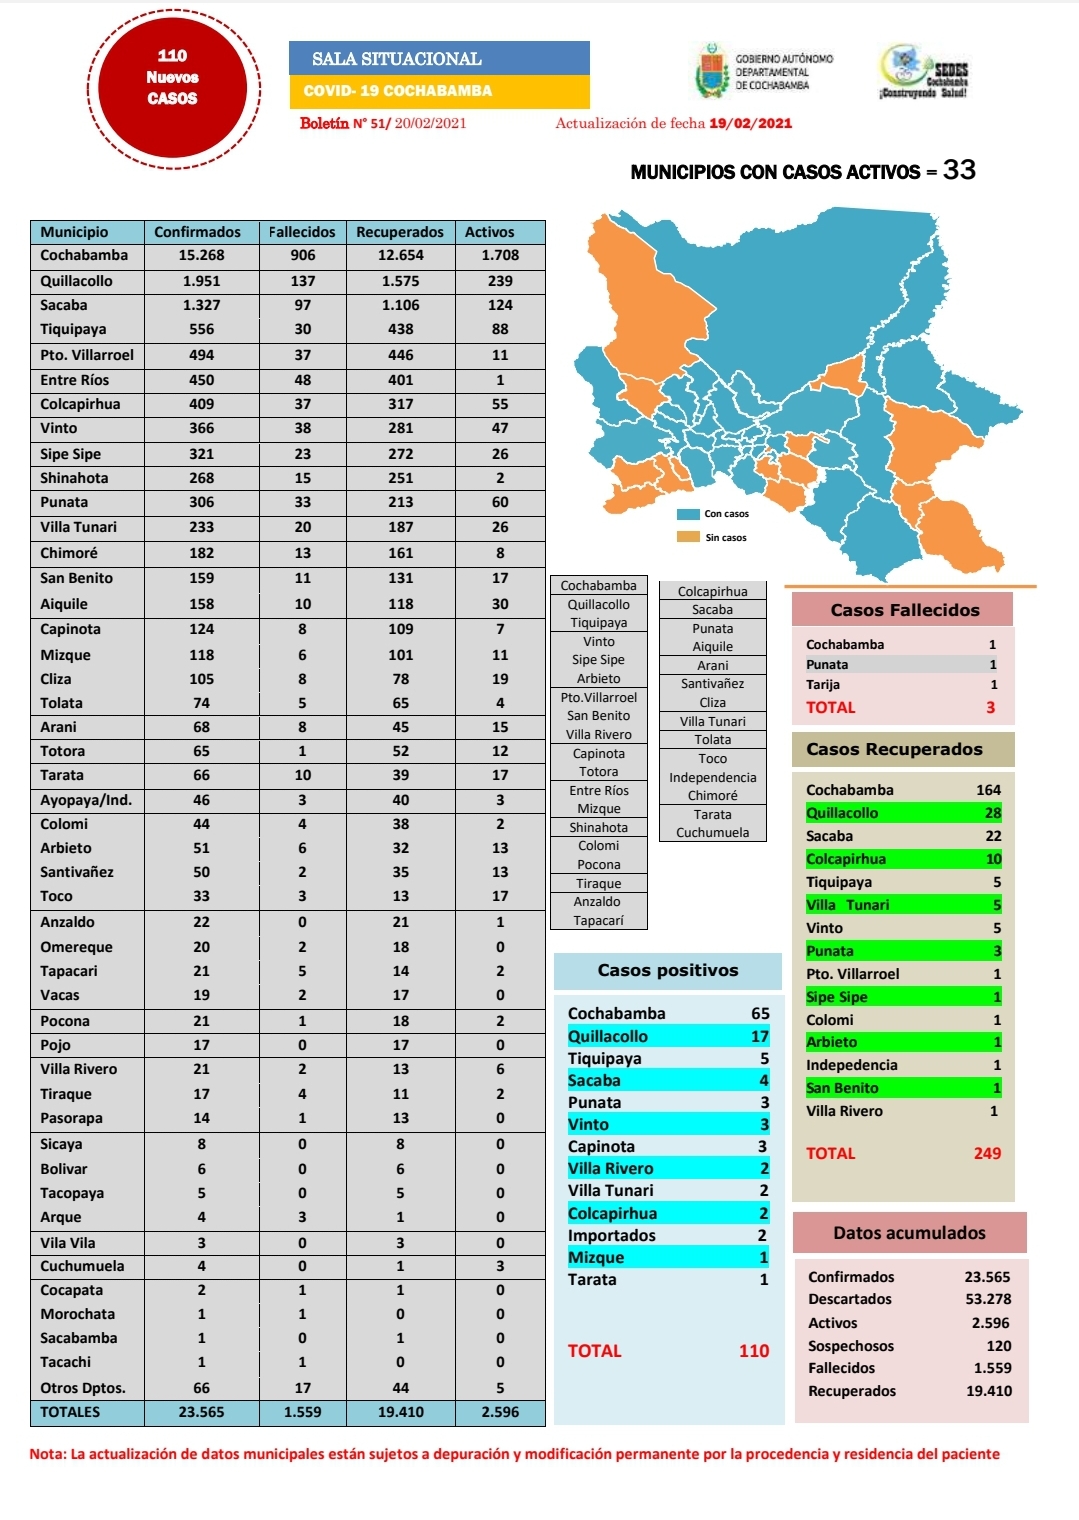 110
Nuevos
CASOS
SALA SITUACIONAL
COVID- 19 COCHABAMBA
Boletín N° 51/ 20/02/2021
Actualización de fecha 19/02/2021
GOBIERNO AUTÓNOMO
DEPARTAMENTAL
DE COCHABAMBA
SEDES
Cochabamba
¡Construyendo Salud!
MUNICIPIOS CON CASOS ACTIVOS = 33
Municipio Confirmados Fallecidos Recuperados Activos
Cochabamba 15.268 906 12.654 1.708
Quillacollo 1.951 137 1.575 239
Sacaba 1.327 97 1.106 124
Tiquipaya 556 30 438 88
Pto. Villarroel 494 37 446 11
Entre Ríos 450 48 401 1
Colcapirhua 409 37 317 55
Vinto 366 38 281 47
Sipe Sipe 321 23 272 26
Shinahota 268 15 251 2
Punata 306 33 213 60
Villa Tunari 233 20 187 26
Chimoré 182 13 161 8
San Benito 159 11 131 17
Aiquile 158 10 118 30
Capinota 124 8 109 7
Mizque 118 6 101 11
Cliza 105 8 78 19
Tolata 74 5 65 4
Arani 68 8 45 15
Totora 65 1 52 12
Tarata 66 10 39 17
Ayopaya/Ind. 46 3 40 3
Colomi 44 4 38 2
Arbieto 51 6 32 13
Santivañez 50 2 35 13
Toco 33 3 13 17
Anzaldo 22 0 21 1
Omereque 20 2 18 0
Tapacari 21 5 14 2
Vacas 19 2 17 0
Pocona 21 1 18 2
Pojo 17 0 17 0
Villa Rivero 21 2 13 6
Tiraque 17 4 11 2
Pasorapa 14 1 13 0
Sicaya 8 0 8 0
Bolivar 6 0 6 0
Tacopaya 5 0 5 0
Arque 4 3 1 0
Vila Vila 3 0 3 0
Cuchumuela 4 0 1 3
Cocapata 2 1 1 0
Morochata 1 1 0 0
Sacabamba 1 0 1 0
Tacachi 1 1 0 0
Otros Dptos. 66 17 44 5
TOTALES 23.565 1.559 19.410 2.596
Con casos
Sin casos
Cochabamba
Quillacollo
Tiquipaya
Vinto
Sipe Sipe
Arbieto
Pto.Villarroel
San Benito
Villa Rivero
Capinota
Totora
Entre Ríos
Mizque
Shinahota
Colomi
Pocona
Tiraque
Anzaldo
Tapacarí
Colcapirhua
Sacaba
Punata
Aiquile
Arani
Santivañez
Cliza
Villa Tunari
Tolata
Toco
Independencia
Chimoré
Tarata
Cuchumuela
Casos positivos
Cochabamba 65
Quillacollo 17
Tiquipaya 5
Sacaba 4
Punata 3
Vinto 3
Capinota 3
Villa Rivero 2
Villa Tunari 2
Colcapirhua 2
Importados 2
Mizque 1
Tarata 1
TOTAL 110
Casos Fallecidos
Cochabamba 1
Punata 1
Tarija 1
TOTAL 3
Casos Recuperados
Cochabamba 164
Quillacollo 28
Sacaba 22
Colcapirhua 10
Tiquipaya 5
Villa Tunari 5
Vinto 5
Punata 3
Pto. Villarroel 1
Sipe Sipe 1
Colomi 1
Arbieto 1
Indepedencia 1
San Benito 1
Villa Rivero 1
TOTAL 249
Datos acumulados
Confirmados 23.565
Descartados 53.278
Activos 2.596
Sospechosos 120
Fallecidos 1.559
Recuperados 19.410
Nota: La actualización de datos municipales están sujetos a depuración y modificación permanente por la procedencia y residencia del paciente